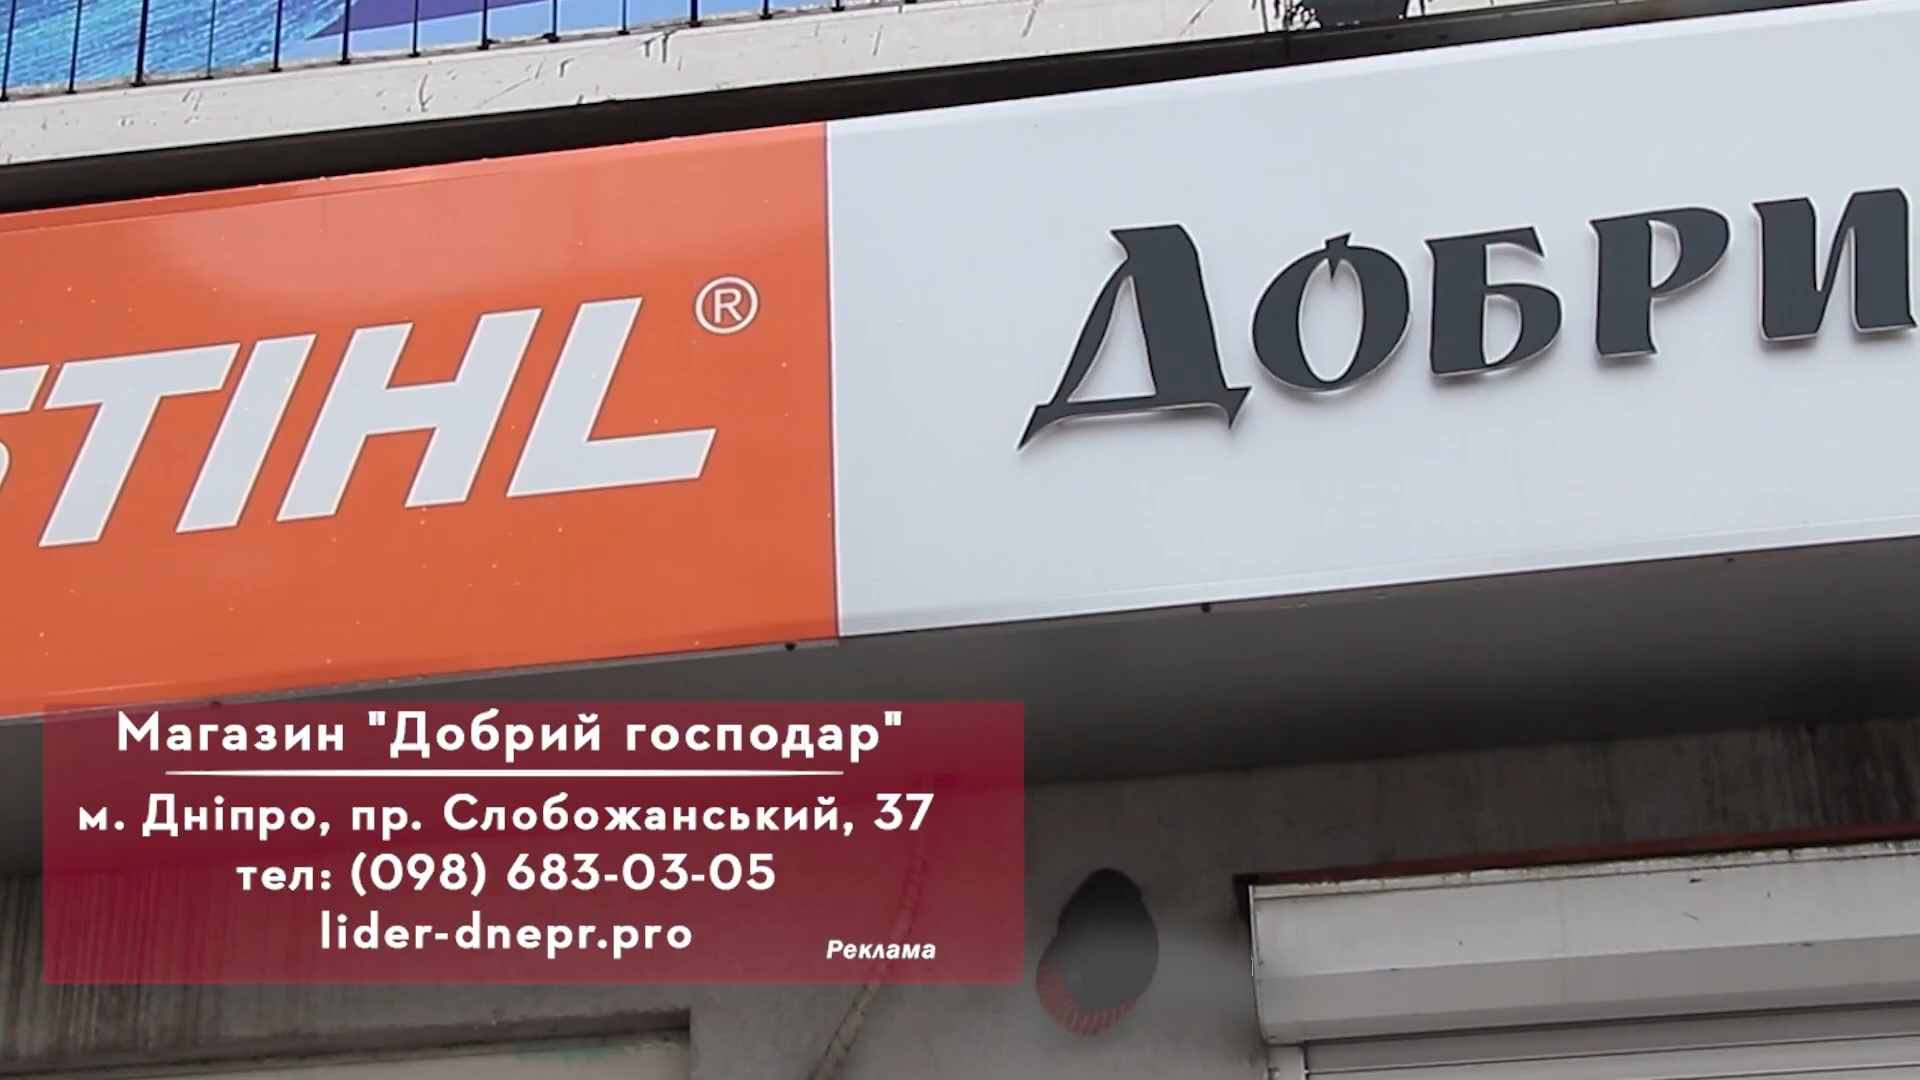 STIHL®
ДОБРИ
Магазин "Добрий господар"
м. Дніпро, пр. Слобожанський, 37
тел: (098) 683-03-05
lider-dnepr.pro
Реклама